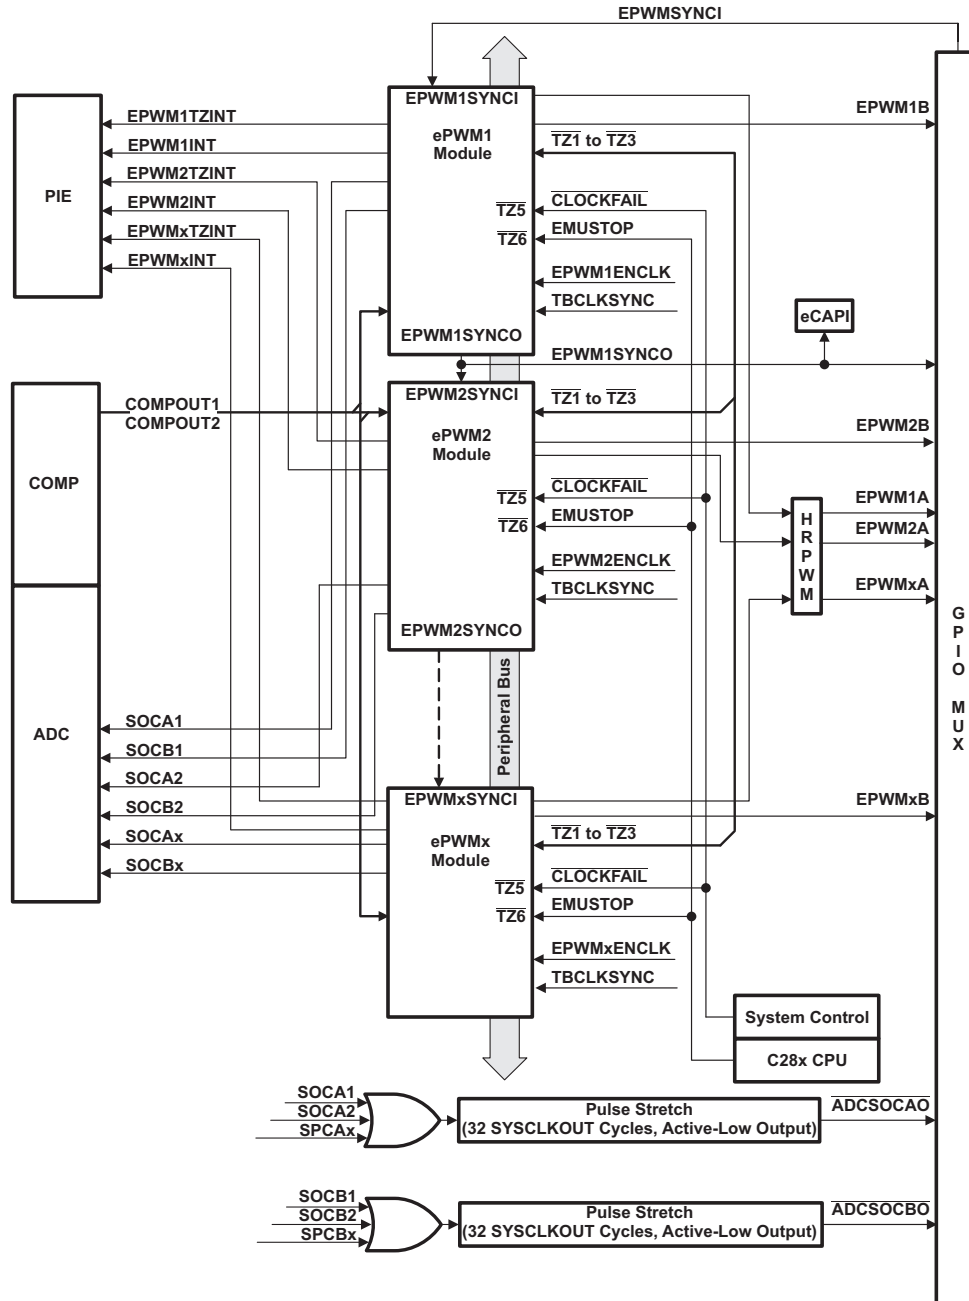 EPWMSYNCI
EPWM1SYNCI
ePWM1
Module
TZ5
TZ6
EPWM1SYNCO
EPWM1TZINT
EPWM1INT
EPWM2TZINT
EPWM2INT
EPWMxTZINT
EPWMxINT
PIE
EPWM1B
TZ1 to TZ3
CLOCKFAIL
EMUSTOP
EPWM1ENCLK
TBCLKSYNC
eCAPI
EPWM1SYNCO
COMPOUT1
COMPOUT2
COMP
EPWM2SYNCI
ePWM2
Module
TZ5
TZ6
EPWM2SYNCO
TZ1 to TZ3
CLOCKFAIL
EMUSTOP
EPWM2ENCLK
TBCLKSYNC
EPWM2B
EPWM1A
EPWM2A
EPWMxA
HRPWM
GPIO MUX
ADC
SOCA1
SOCB1
SOCA2
SOCB2
SOCAx
SOCBx
Peripheral Bus
EPWMxSYNCI
ePWMx
Module
TZ5
TZ6
EPWMxB
TZ1 to TZ3
CLOCKFAIL
EMUSTOP
EPWMxENCLK
TBCLKSYNC
System Control
C28x CPU
SOCA1
SOCA2
SPCAx
Pulse Stretch
(32 SYSCLKOUT Cycles, Active-Low Output)
ADCSOCAO
SOCB1
SOCB2
SPCBx
Pulse Stretch
(32 SYSCLKOUT Cycles, Active-Low Output)
ADCSOCBO